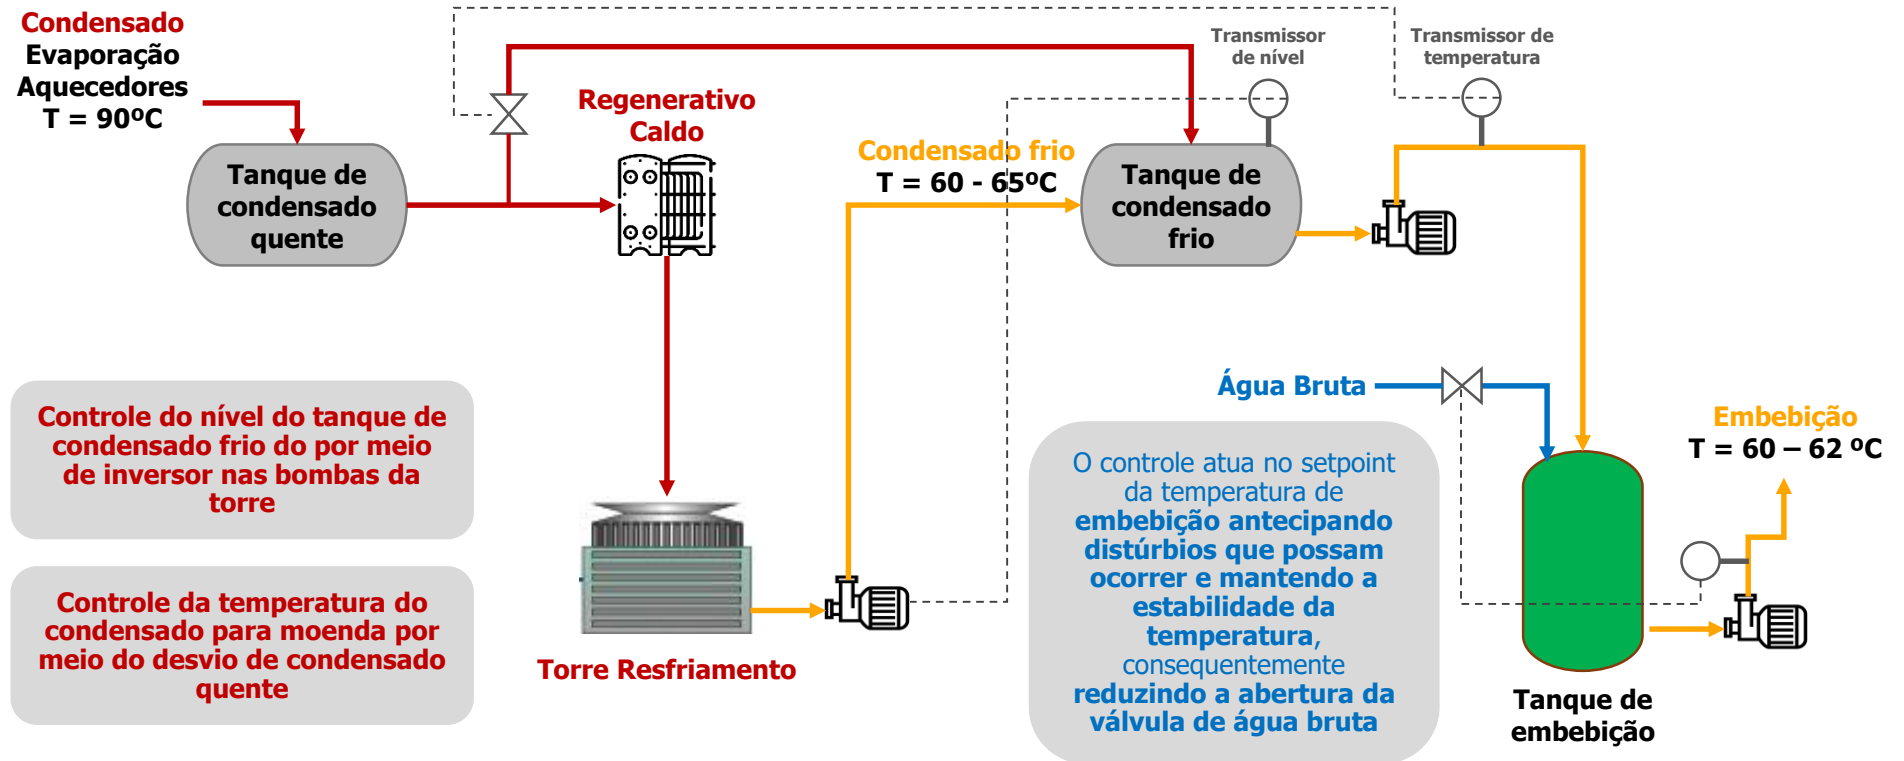 Condensado
Evaporação
Aquecedores
T = 90ºC
Tanque de
condensado
quente
Regenerativo
Caldo
Condensado frio
T = 60 - 65ºC
Transmissor
de nível
Transmissor de
temperatura
Tanque de
condensado
frio
Controle do nível do tanque de
condensado frio do por meio
de inversor nas bombas da
torre
Controle da temperatura do
condensado para moenda por
meio do desvio de condensado
quente
Torre Resfriamento
Água Bruta
O controle atua no setpoint
da temperatura de
embebição antecipando
distúrbios que possam
ocorrer e mantendo a
estabilidade da
temperatura,
consequentemente
reduzindo a abertura da
válvula de água bruta
Embebição
T = 60 – 62 ºC
Tanque de
embebição